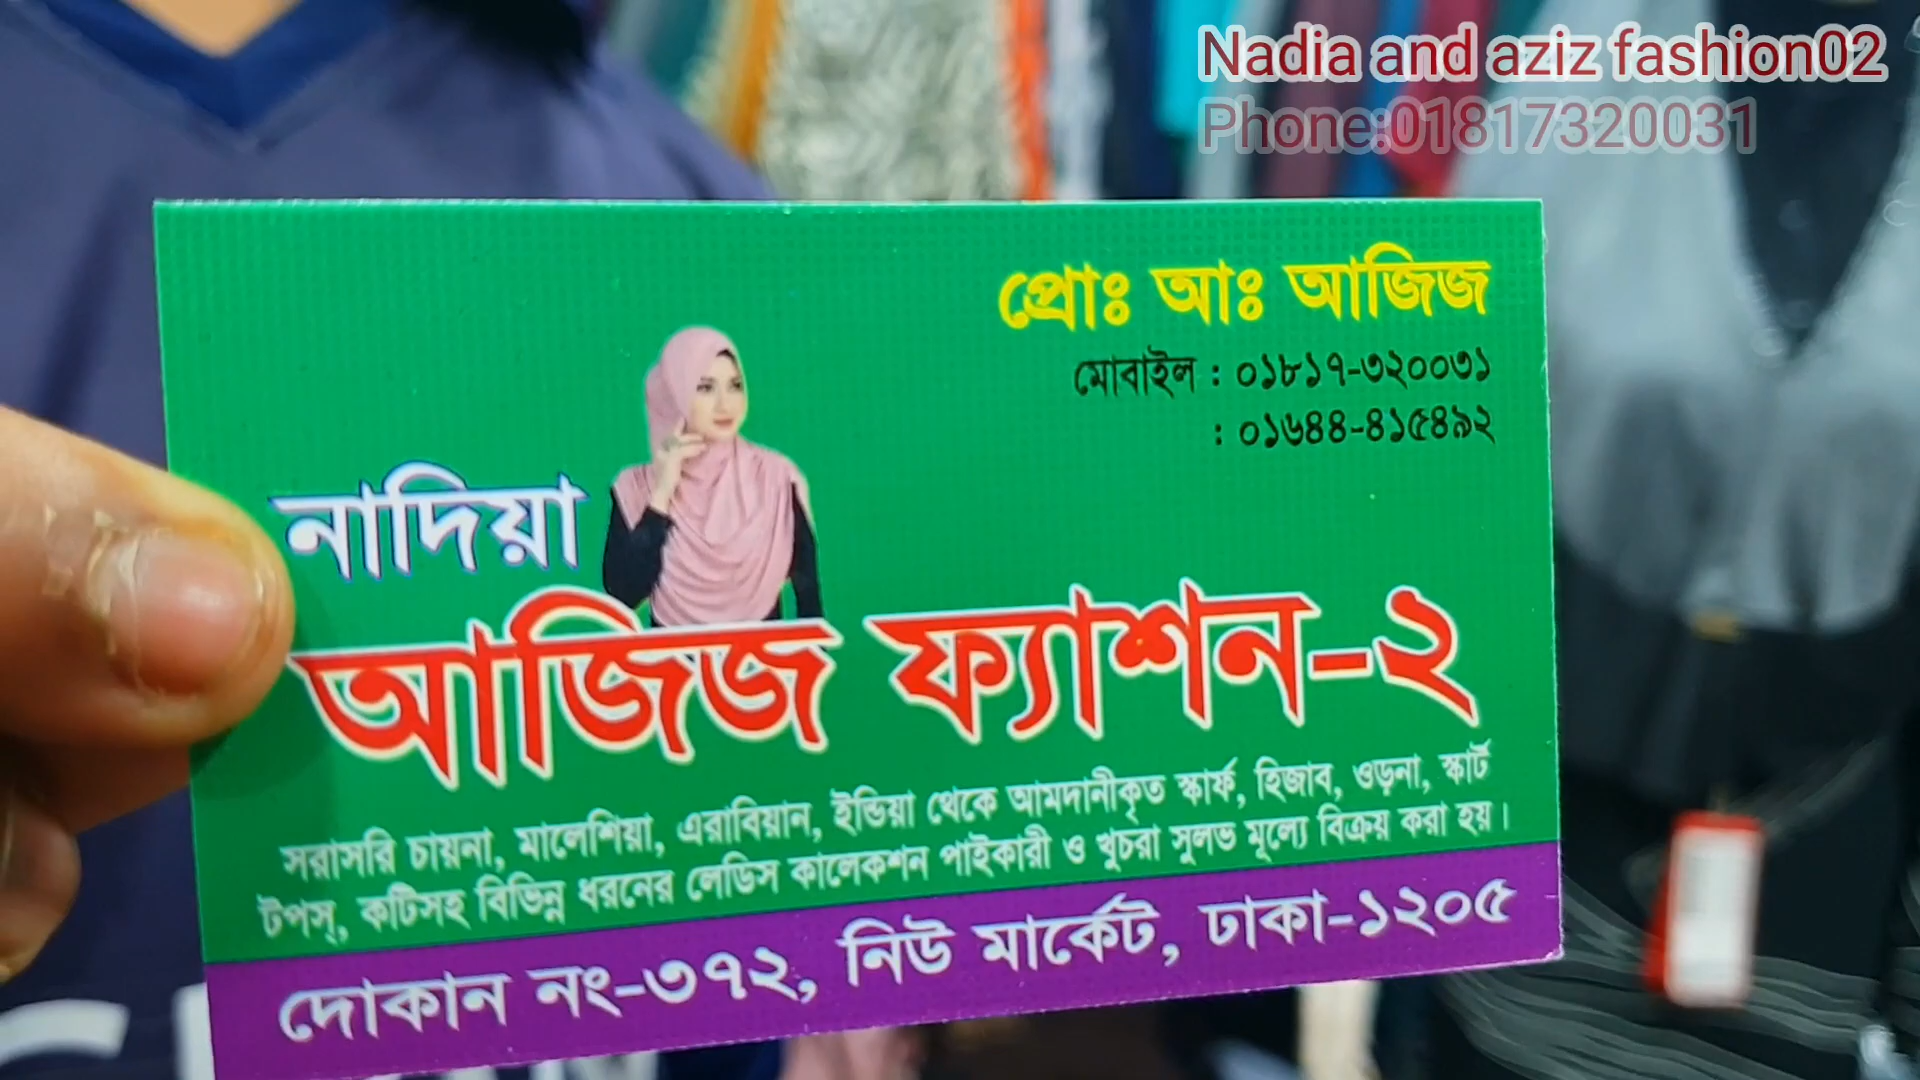 Nadia and aziz fashion02
Phone:01817320031
প্রোঃ আঃ আজিজ
মোবাইল : ০১৮১৭-৩২০০৩১
: ০১৬৪৪-৪১৫৪৯২
নাদিয়া
আজিজ ফ্যাশন-২
সরাসরি চায়না, মালেশিয়া, এরাবিয়ান, ইন্ডিয়া থেকে আমদানীকৃত স্কার্ফ, হিজাব, ওড়না, স্কার্ট
টপস্, কটিসহ বিভিন্ন ধরনের লেডিস কালেকশন পাইকারী ও খুচরা সুলভ মূল্যে বিক্রয় করা হয়।
দোকান নং-৩৭২, নিউ মার্কেট, ঢাকা-১২০৫